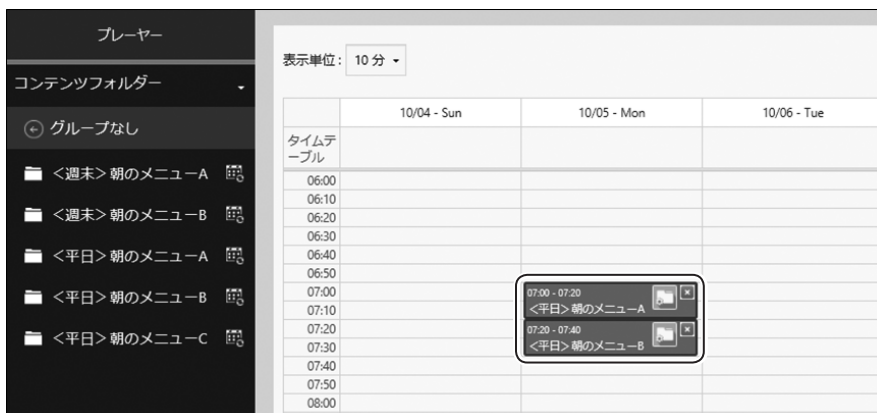 プレーヤー
コンテンツフォルダー
グループなし
＜週末＞朝のメニューA
＜週末＞朝のメニューB
＜平日＞朝のメニューA
＜平日＞朝のメニューB
＜平日＞朝のメニューC
表示単位: 10 分
10/04 - Sun 10/05 - Mon 10/06 - Tue
タイムテ
ーブル
06:00
06:10
06:20
06:30
06:40
06:50
07:00
07:10
07:20
07:30
07:40
07:50
08:00
07:00 - 07:20
＜平日＞朝のメニューA
07:20 - 07:40
＜平日＞朝のメニューB